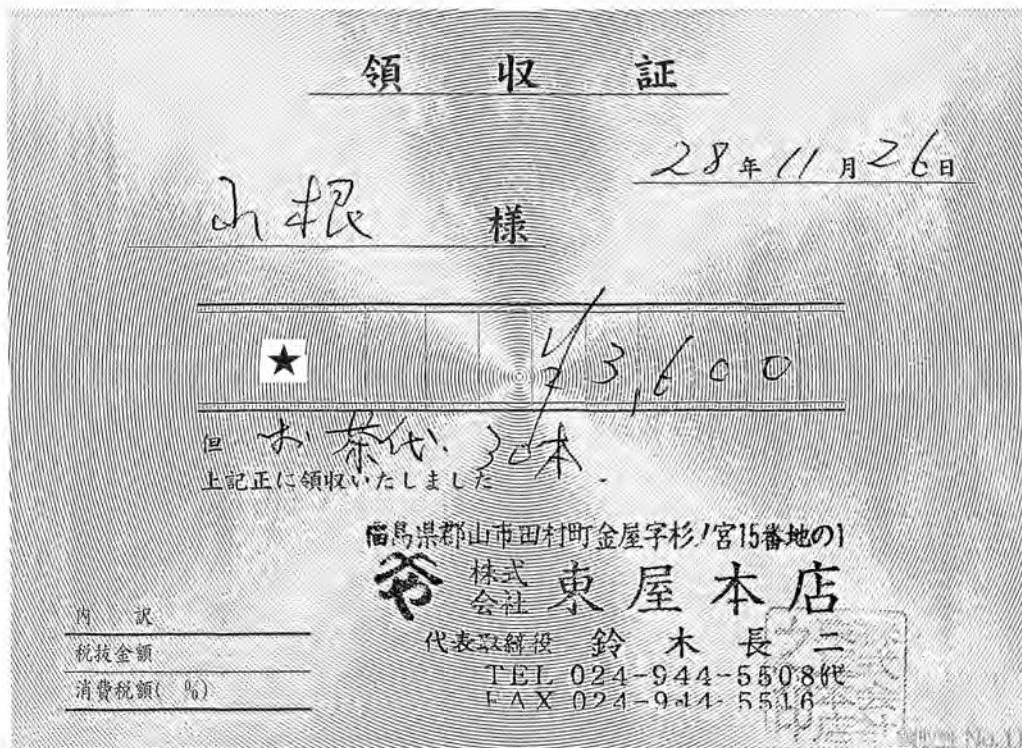 領収証
28年11月26日
山根 様
★ ¥23,600
但 お茶代、30本
上記正に領収いたしました
福島県郡山市田村町金屋字杉ノ宮15番地の1
株式会社 東屋本店
代表取締役 鈴木長二
TEL 024-944-5508代
FAX 024-944-5516
内訳
税抜金額
消費税額( %)